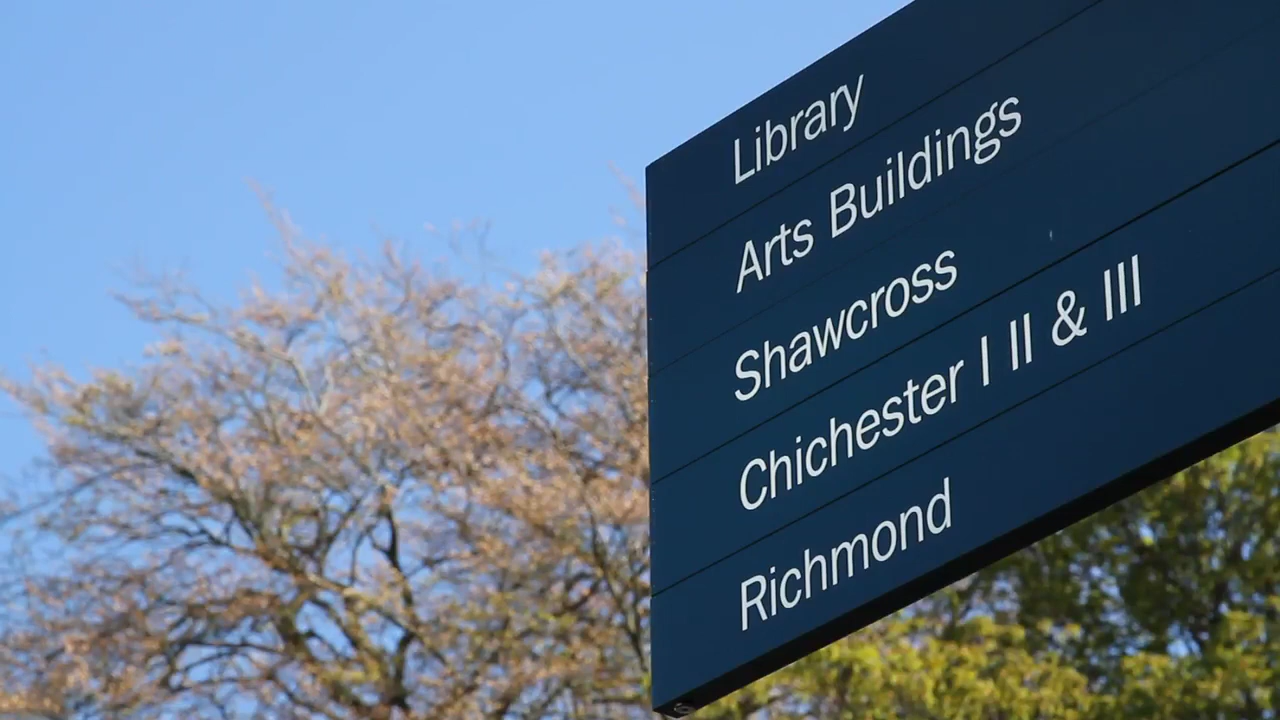 Library
Arts Buildings
Shawcross
Chichester I II & III
Richmond